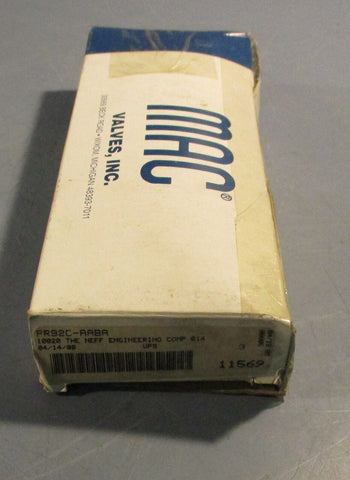 MAC®
VALVES, INC.
30569 BECK ROAD • WIXOM, MICHIGAN 48393-7011
PR92C-AABA
10020 THE NEFF ENGINEERING COMP 014
04/14/98 UPS
3
11569